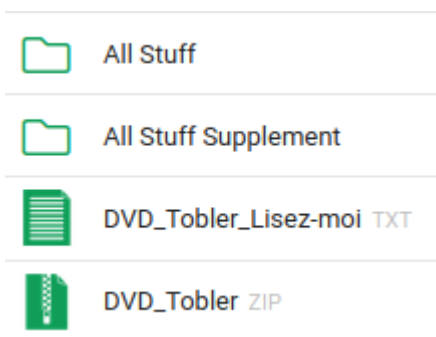 All Stuff
All Stuff Supplement
DVD_Tobler_Lisez-moi TXT
DVD_Tobler ZIP